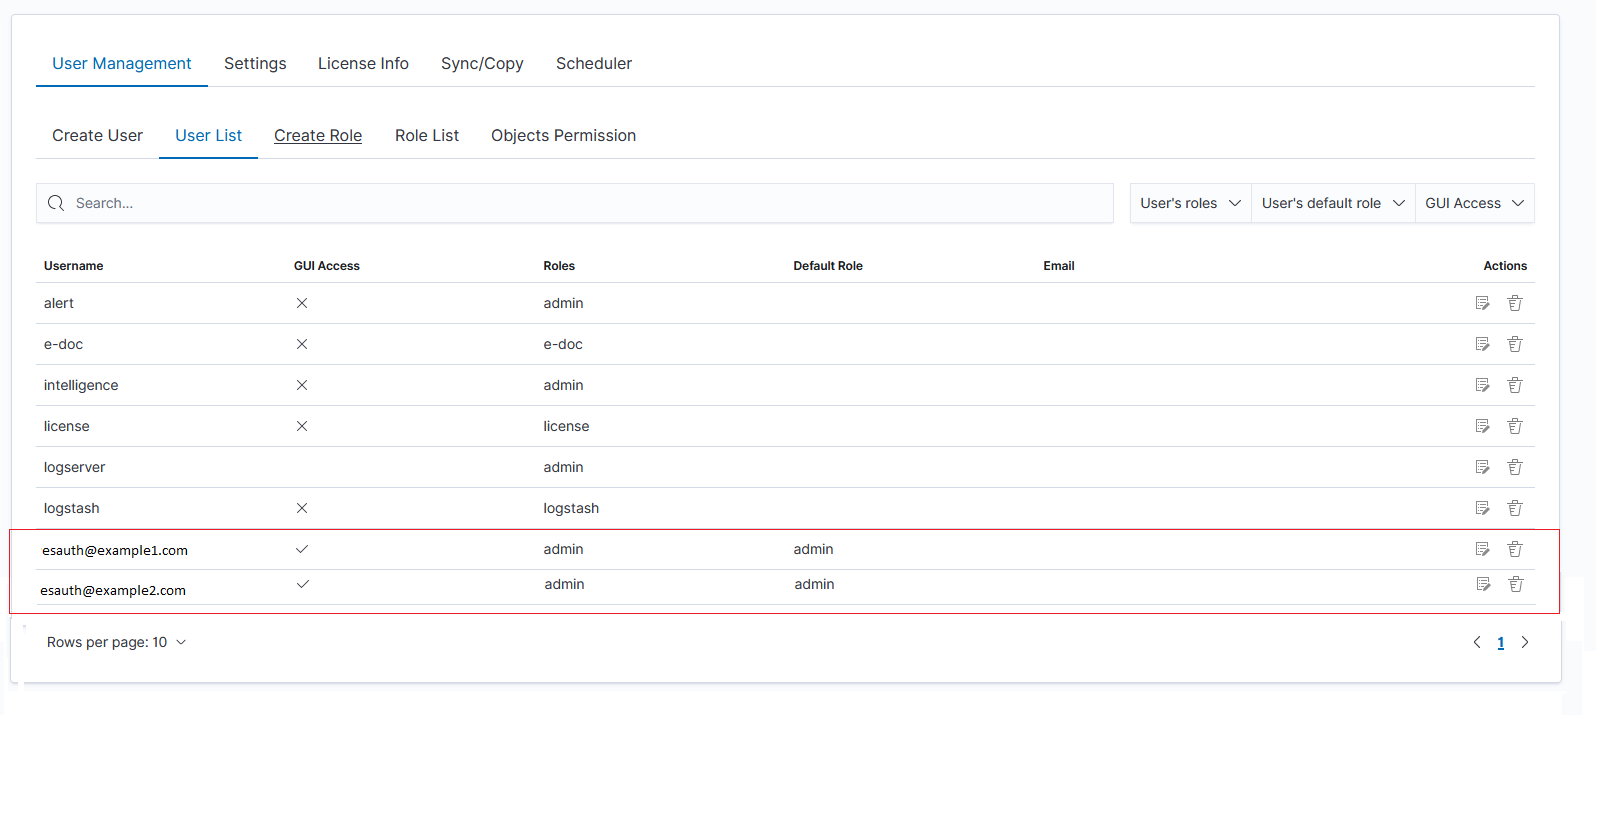 User Management Settings License Info Sync/Copy Scheduler
Create User User List Create Role Role List Objects Permission
Search... User's roles User's default role GUI Access
Username GUI Access Roles Default Role Email Actions
alert admin
e-doc e-doc
intelligence admin
license license
logserver admin
logstash logstash
esauth@example1.com admin admin
esauth@example2.com admin admin
Rows per page: 10 1